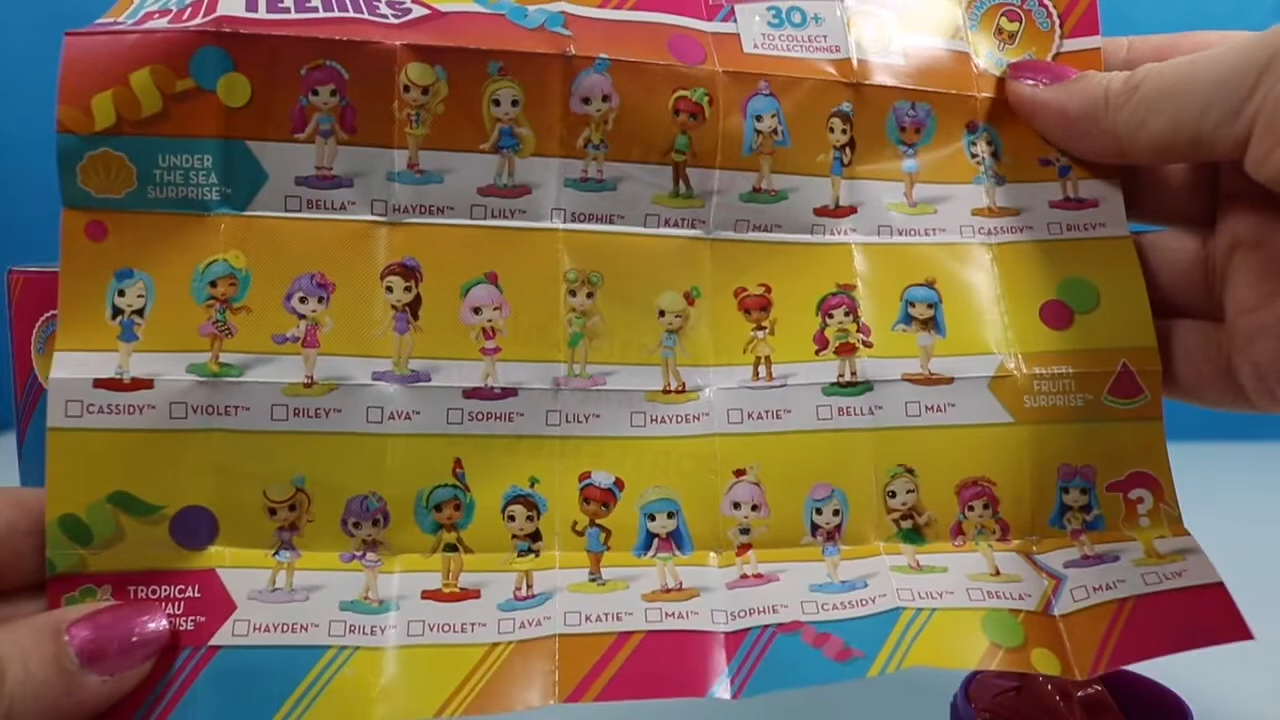 POP TEENIES
30+
TO COLLECT
À COLLECTIONNER
UNDER
THE SEA
SURPRISE™
BELLA™ HAYDEN™ LILY™ SOPHIE™ KATIE™ MAI™ AVA™ VIOLET™ CASSIDY™ RILEY™
CASSIDY™ VIOLET™ RILEY™ AVA™ SOPHIE™ LILY™ HAYDEN™ KATIE™ BELLA™ MAI™
TUTTI
FRUITI
SURPRISE™
TROPICAL
HAYDEN™ RILEY™ VIOLET™ AVA™ KATIE™ MAI™ SOPHIE™ CASSIDY™ LILY™ BELLA™ MAI™ LIV™
?